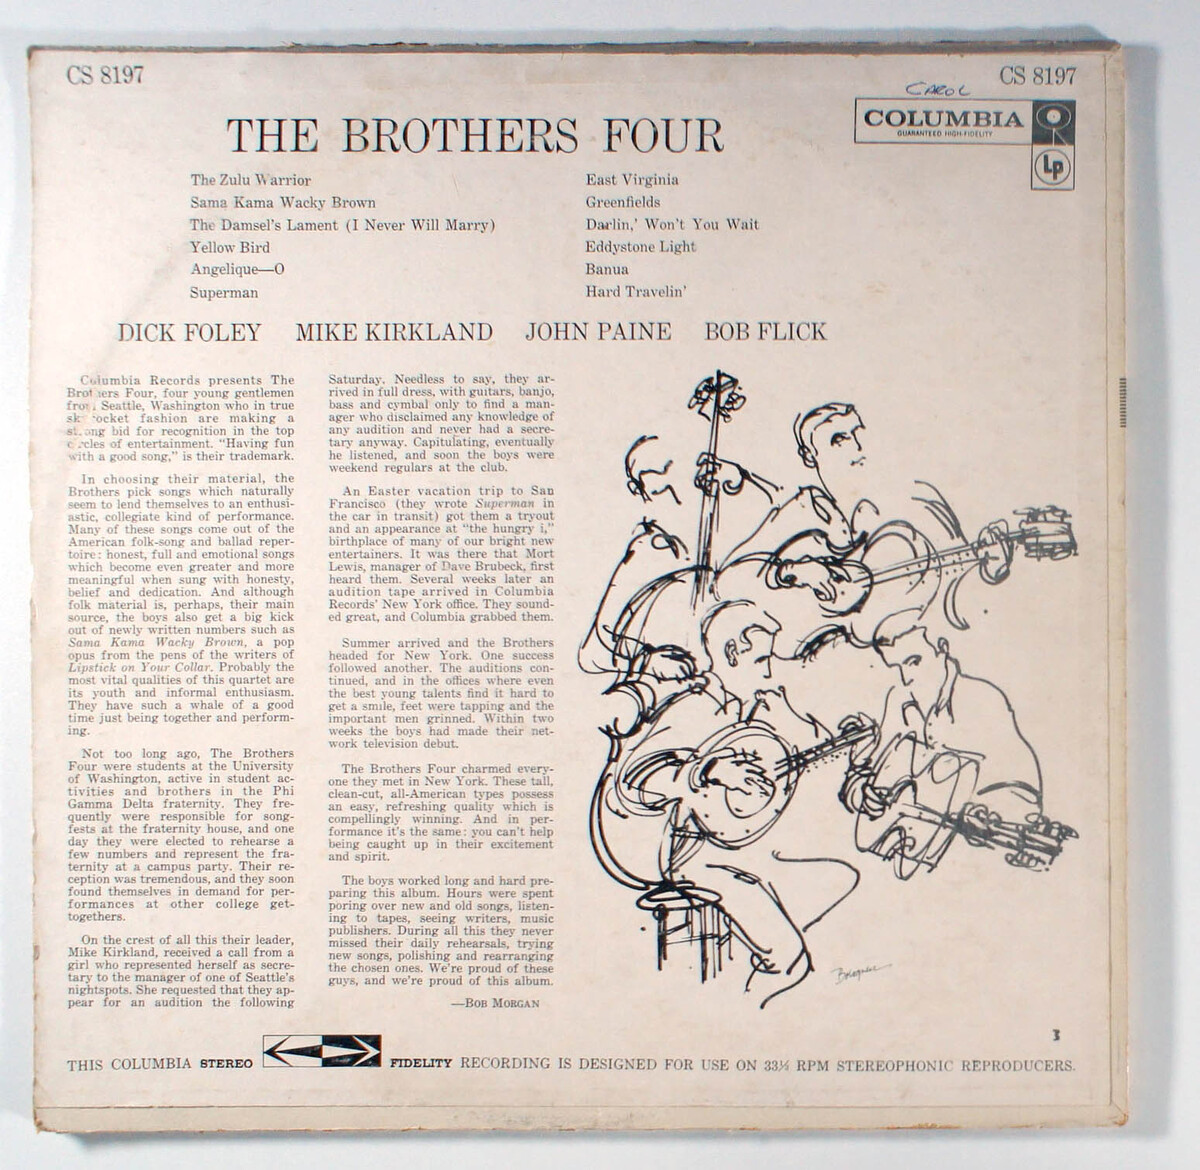 CS 8197
CS 8197
CAROL
COLUMBIA
GUARANTEED HIGH-FIDELITY
Lp
THE BROTHERS FOUR
The Zulu Warrior
Sama Kama Wacky Brown
The Damsel's Lament (I Never Will Marry)
Yellow Bird
Angelique—O
Superman
East Virginia
Greenfields
Darlin,' Won't You Wait
Eddystone Light
Banua
Hard Travelin'
DICK FOLEY MIKE KIRKLAND JOHN PAINE BOB FLICK
Columbia Records presents The
Brothers Four, four young gentlemen
from Seattle, Washington who in true
skyrocket fashion are making a
strong bid for recognition in the top
circles of entertainment. "Having fun
with a good song," is their trademark.
In choosing their material, the
Brothers pick songs which naturally
seem to lend themselves to an enthusi-
astic, collegiate kind of performance.
Many of these songs come out of the
American folk-song and ballad reper-
toire: honest, full and emotional songs
which become even greater and more
meaningful when sung with honesty,
belief and dedication. And although
folk material is, perhaps, their main
source, the boys also get a big kick
out of newly written numbers such as
Sama Kama Wacky Brown, a pop
opus from the pens of the writers of
Lipstick on Your Collar. Probably the
most vital qualities of this quartet are
its youth and informal enthusiasm.
They have such a whale of a good
time just being together and perform-
ing.
Not too long ago, The Brothers
Four were students at the University
of Washington, active in student ac-
tivities and brothers in the Phi
Gamma Delta fraternity. They fre-
quently were responsible for song-
fests at the fraternity house, and one
day they were elected to rehearse a
few numbers and represent the fra-
ternity at a campus party. Their re-
ception was tremendous, and they soon
found themselves in demand for per-
formances at other college get-
togethers.
On the crest of all this their leader,
Mike Kirkland, received a call from a
girl who represented herself as secre-
tary to the manager of one of Seattle's
nightspots. She requested that they ap-
pear for an audition the following
Saturday. Needless to say, they ar-
rived in full dress, with guitars, banjo,
bass and cymbal only to find a man-
ager who disclaimed any knowledge of
any audition and never had a secre-
tary anyway. Capitulating, eventually
he listened, and soon the boys were
weekend regulars at the club.
An Easter vacation trip to San
Francisco (they wrote Superman in
the car in transit) got them a tryout
and an appearance at "the hungry i,"
birthplace of many of our bright new
entertainers. It was there that Mort
Lewis, manager of Dave Brubeck, first
heard them. Several weeks later an
audition tape arrived in Columbia
Records' New York office. They sound-
ed great, and Columbia grabbed them.
Summer arrived and the Brothers
headed for New York. One success
followed another. The auditions con-
tinued, and in the offices where even
the best young talents find it hard to
get a smile, feet were tapping and the
important men grinned. Within two
weeks the boys had made their net-
work television debut.
The Brothers Four charmed every-
one they met in New York. These tall,
clean-cut, all-American types possess
an easy, refreshing quality which is
compellingly winning. And in per-
formance it's the same: you can't help
being caught up in their excitement
and spirit.
The boys worked long and hard pre-
paring this album. Hours were spent
poring over new and old songs, listen-
ing to tapes, seeing writers, music
publishers. During all this they never
missed their daily rehearsals, trying
new songs, polishing and rearranging
the chosen ones. We're proud of these
guys, and we're proud of this album.
—BOB MORGAN
3
THIS COLUMBIA STEREO FIDELITY RECORDING IS DESIGNED FOR USE ON 33⅓ RPM STEREOPHONIC REPRODUCERS.